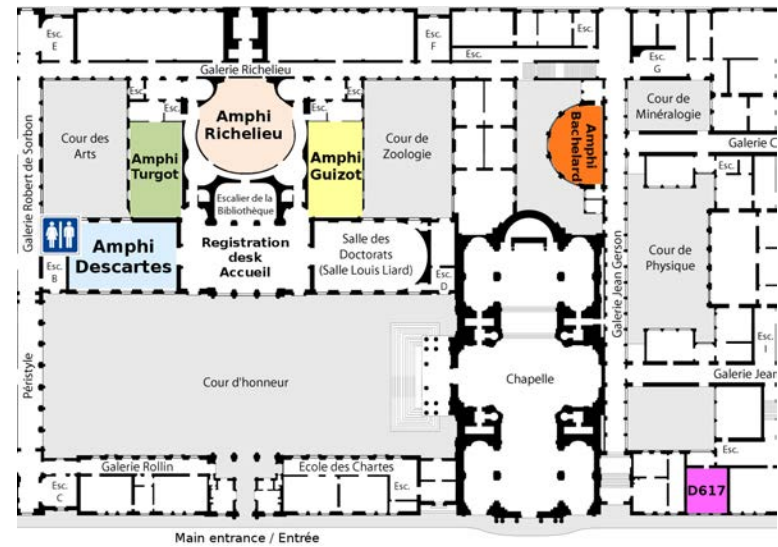 Esc.
E
Esc.
F
Esc.
Esc.
Esc.
G
Galerie Richelieu
Esc.
Esc.
Esc.
Esc.
Galerie Robert de Sorbon
Cour des
Arts
Amphi
Turgot
Amphi
Richelieu
Amphi
Guizot
Cour de
Zoologie
Amphi
Bachelard
Cour de
Minéralogie
Galerie C
Esc.
Escalier de la
Bibliothèque
Esc.
B
Amphi
Descartes
Registration
desk
Accueil
Salle des
Doctorats
(Salle Louis Liard)
Esc.
D
Galerie Jean Gerson
Cour de
Physique
Esc.
I
Péristyle
Cour d'honneur
Chapelle
Galerie Jean
Galerie Rollin
Ecole des Chartes
Esc.
Esc.
C
Esc.
D617
Main entrance / Entrée